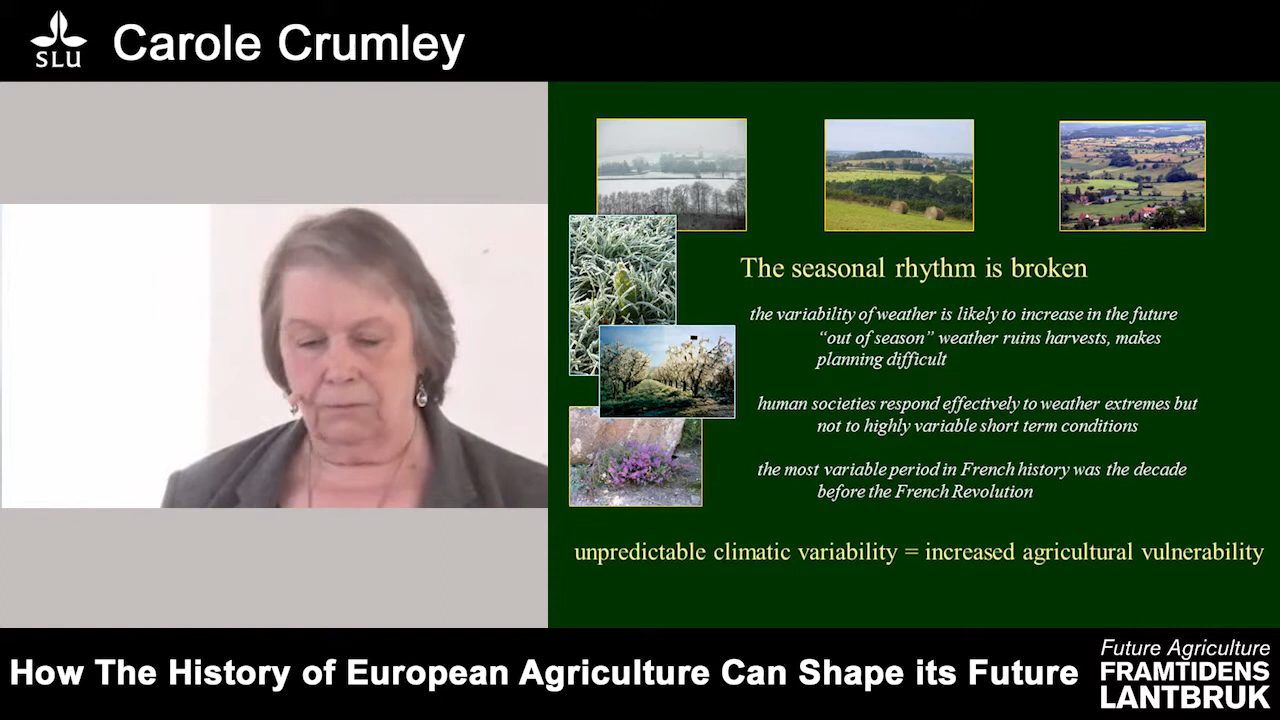 SLU
Carole Crumley
The seasonal rhythm is broken
the variability of weather is likely to increase in the future
“out of season” weather ruins harvests, makes
planning difficult
human societies respond effectively to weather extremes but
not to highly variable short term conditions
the most variable period in French history was the decade
before the French Revolution
unpredictable climatic variability = increased agricultural vulnerability
How The History of European Agriculture Can Shape its Future
Future Agriculture
FRAMTIDENS
LANTBRUK